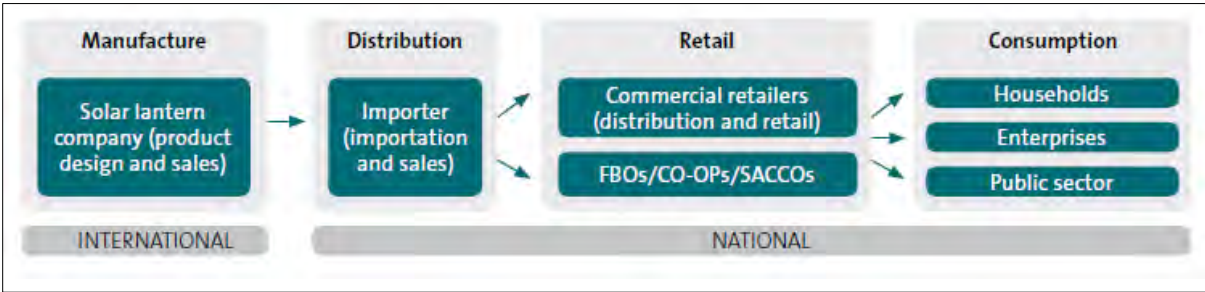 Manufacture
Solar lantern
company (product
design and sales)
Distribution
Importer
(importation
and sales)
Retail
Commercial retailers
(distribution and retail)
FBOs/CO-OPs/SACCOs
Consumption
Households
Enterprises
Public sector
INTERNATIONAL
NATIONAL